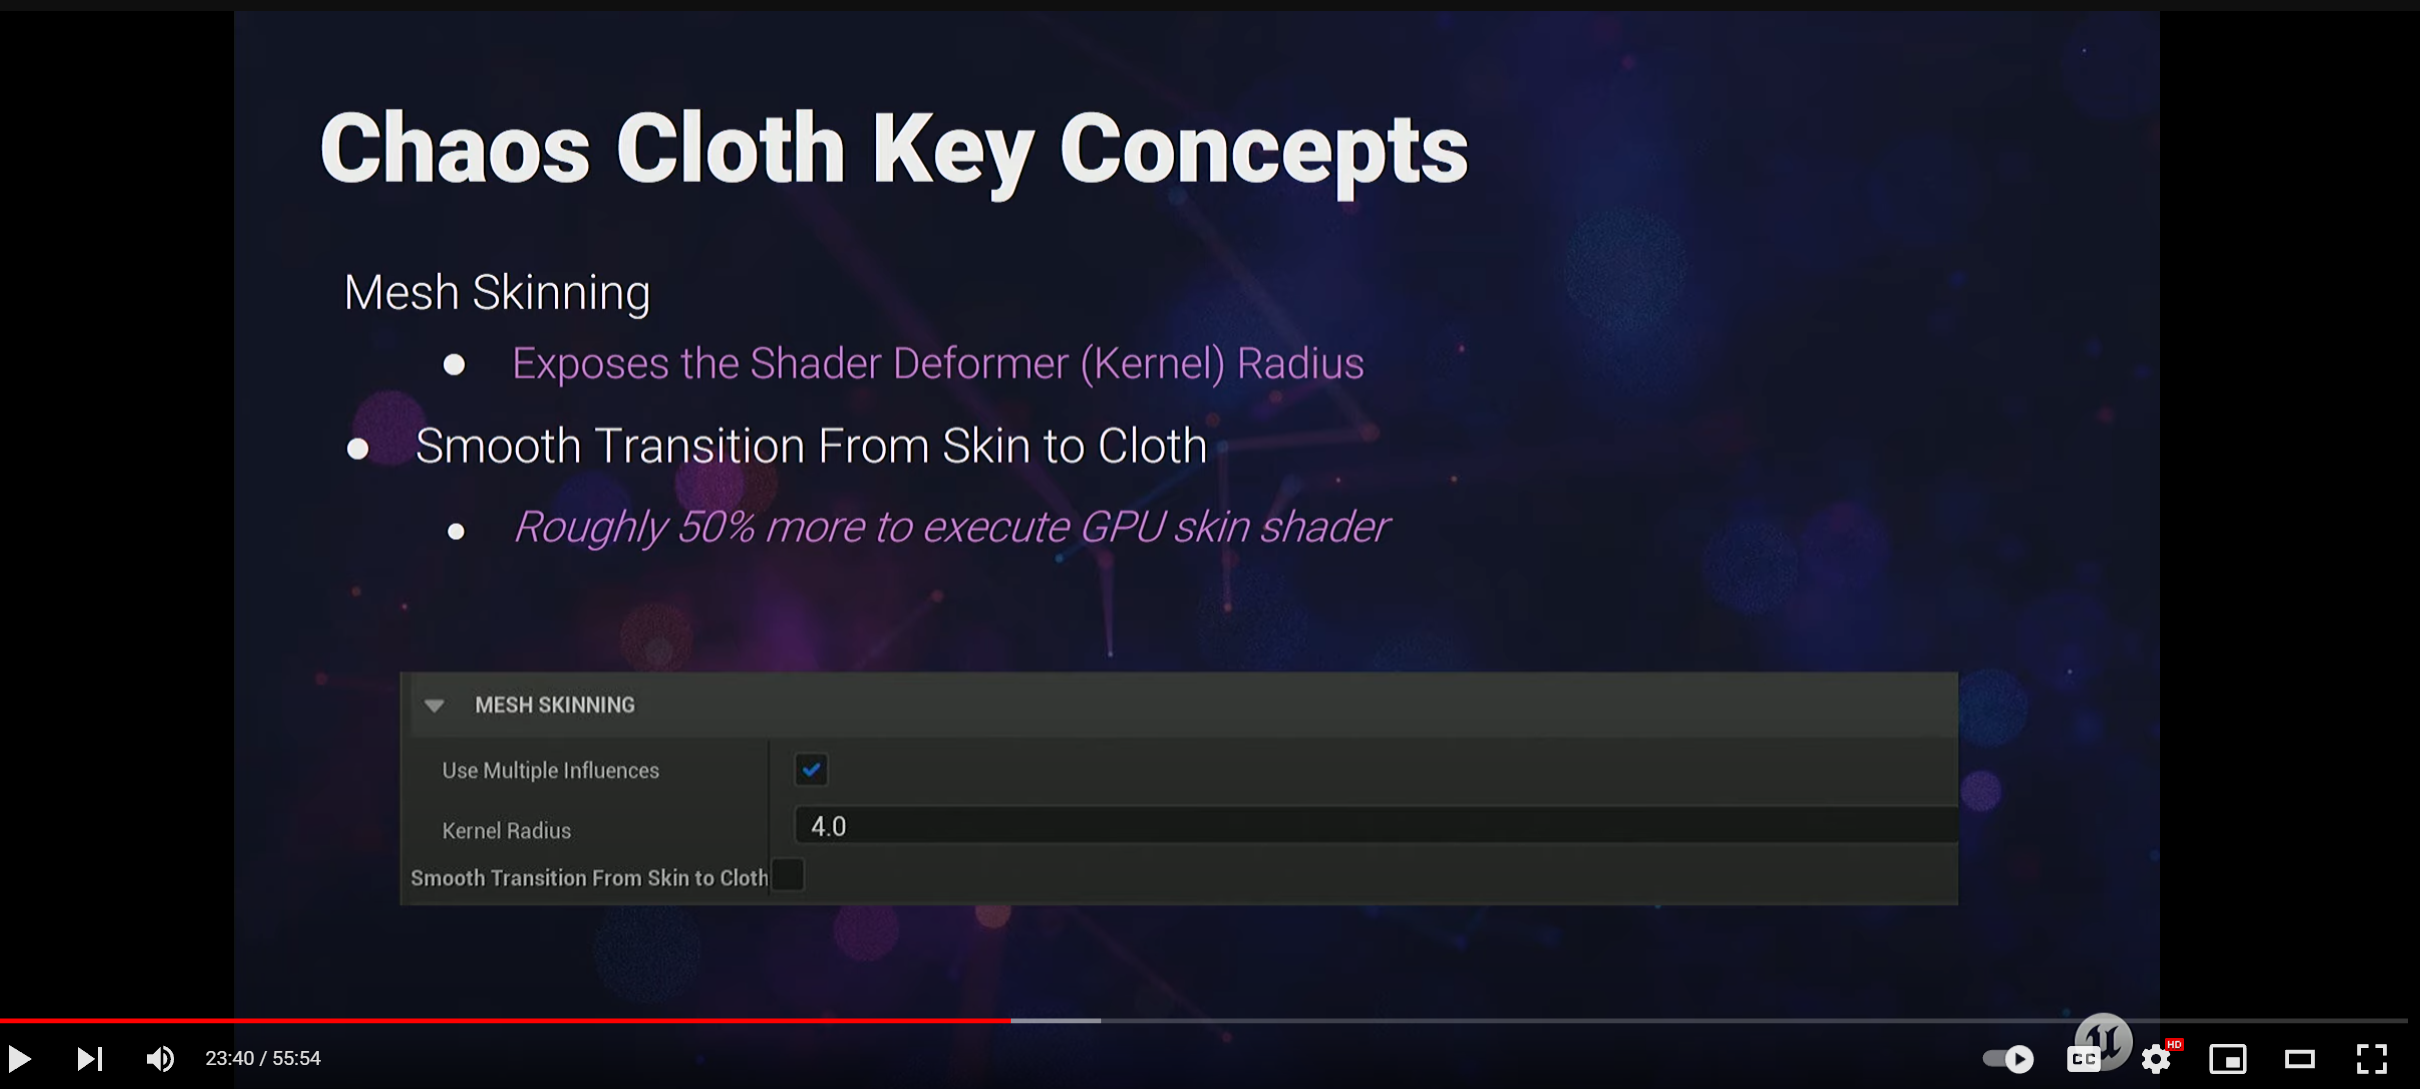 Chaos Cloth Key Concepts
Mesh Skinning
● Exposes the Shader Deformer (Kernel) Radius
● Smooth Transition From Skin to Cloth
● Roughly 50% more to execute GPU skin shader
MESH SKINNING
Use Multiple Influences
Kernel Radius 4.0
Smooth Transition From Skin to Cloth
23:40 / 55:54
CC
HD